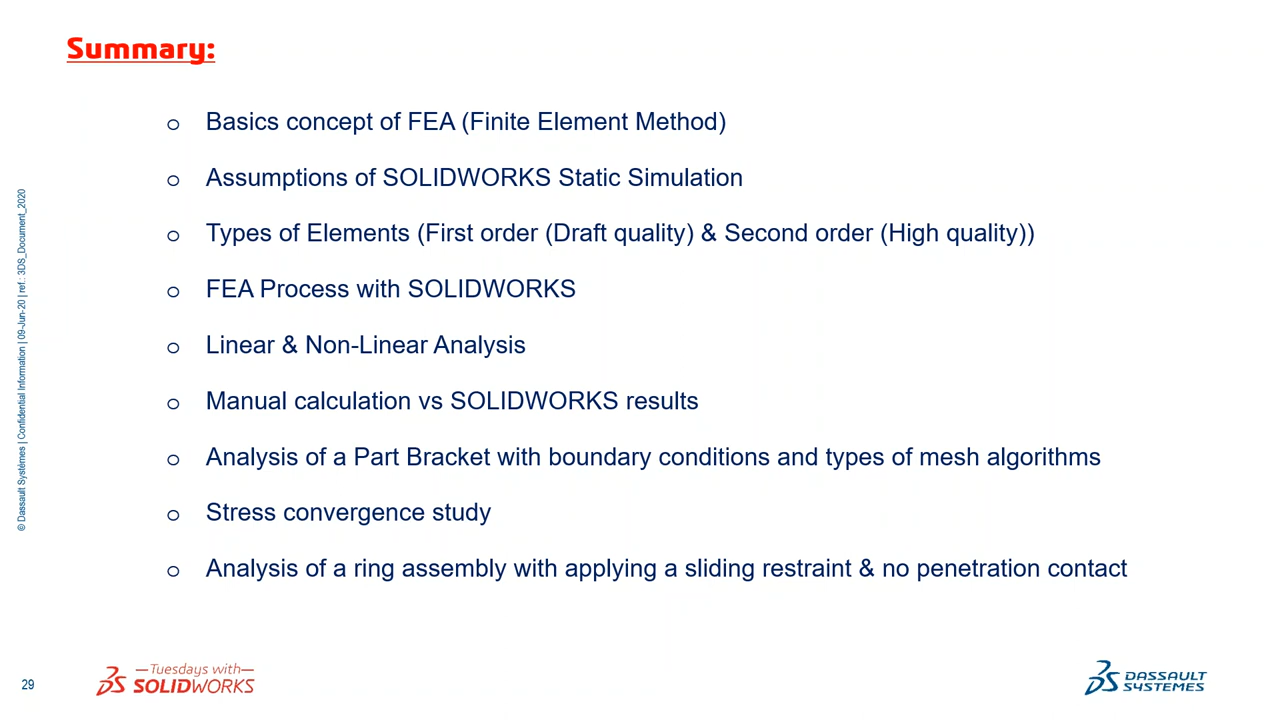 Summary:
o Basics concept of FEA (Finite Element Method)
o Assumptions of SOLIDWORKS Static Simulation
o Types of Elements (First order (Draft quality) & Second order (High quality))
o FEA Process with SOLIDWORKS
o Linear & Non-Linear Analysis
o Manual calculation vs SOLIDWORKS results
o Analysis of a Part Bracket with boundary conditions and types of mesh algorithms
o Stress convergence study
o Analysis of a ring assembly with applying a sliding restraint & no penetration contact
© Dassault Systèmes | Confidential Information | 09-Jun-20 | ref.: 3DS_Document_2020
29
Tuesdays with
SOLIDWORKS
DASSAULT
SYSTEMES